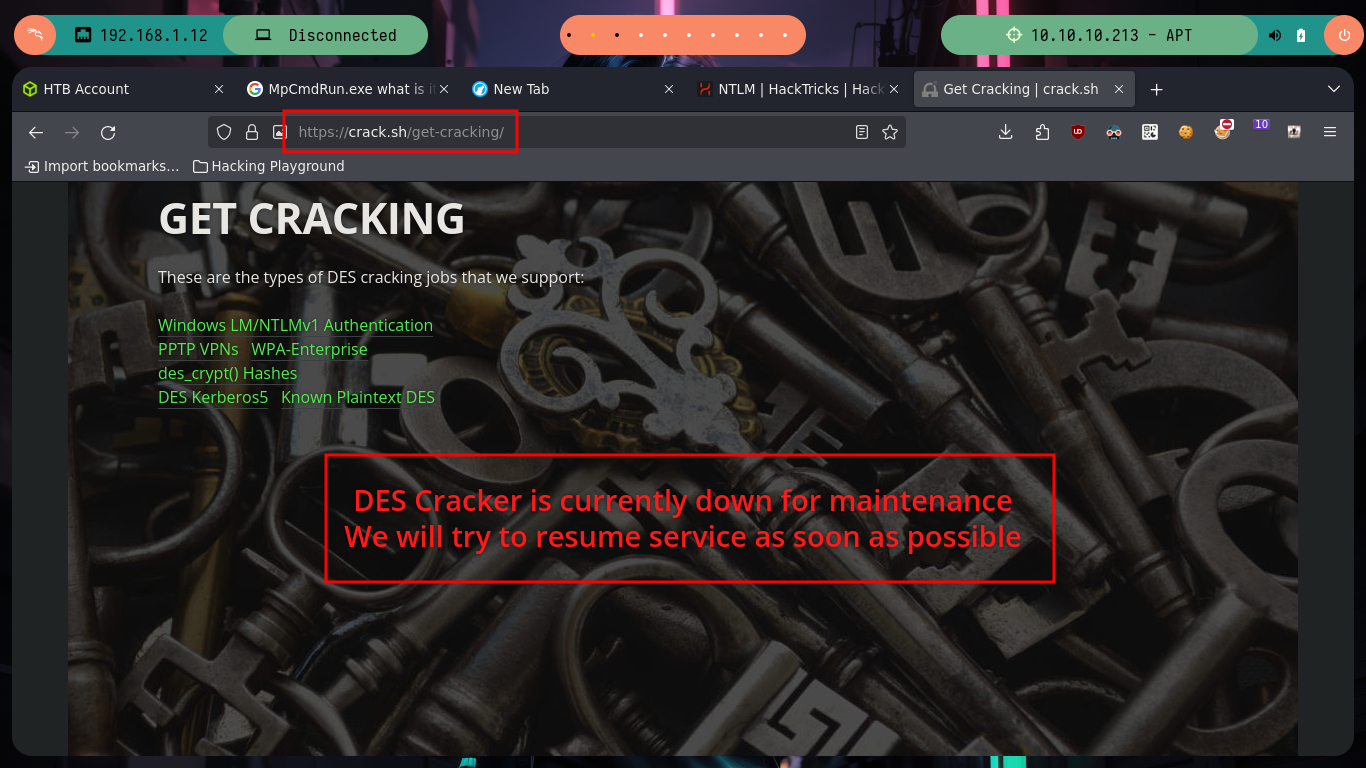 192.168.1.12
Disconnected
10.10.10.213 - APT
HTB Account
MpCmdRun.exe what is i
New Tab
NTLM | HackTricks | Hack
Get Cracking | crack.sh
https://crack.sh/get-cracking/
10
Import bookmarks...
Hacking Playground
GET CRACKING
These are the types of DES cracking jobs that we support:
Windows LM/NTLMv1 Authentication
PPTP VPNs WPA-Enterprise
des_crypt() Hashes
DES Kerberos5 Known Plaintext DES
DES Cracker is currently down for maintenance
We will try to resume service as soon as possible